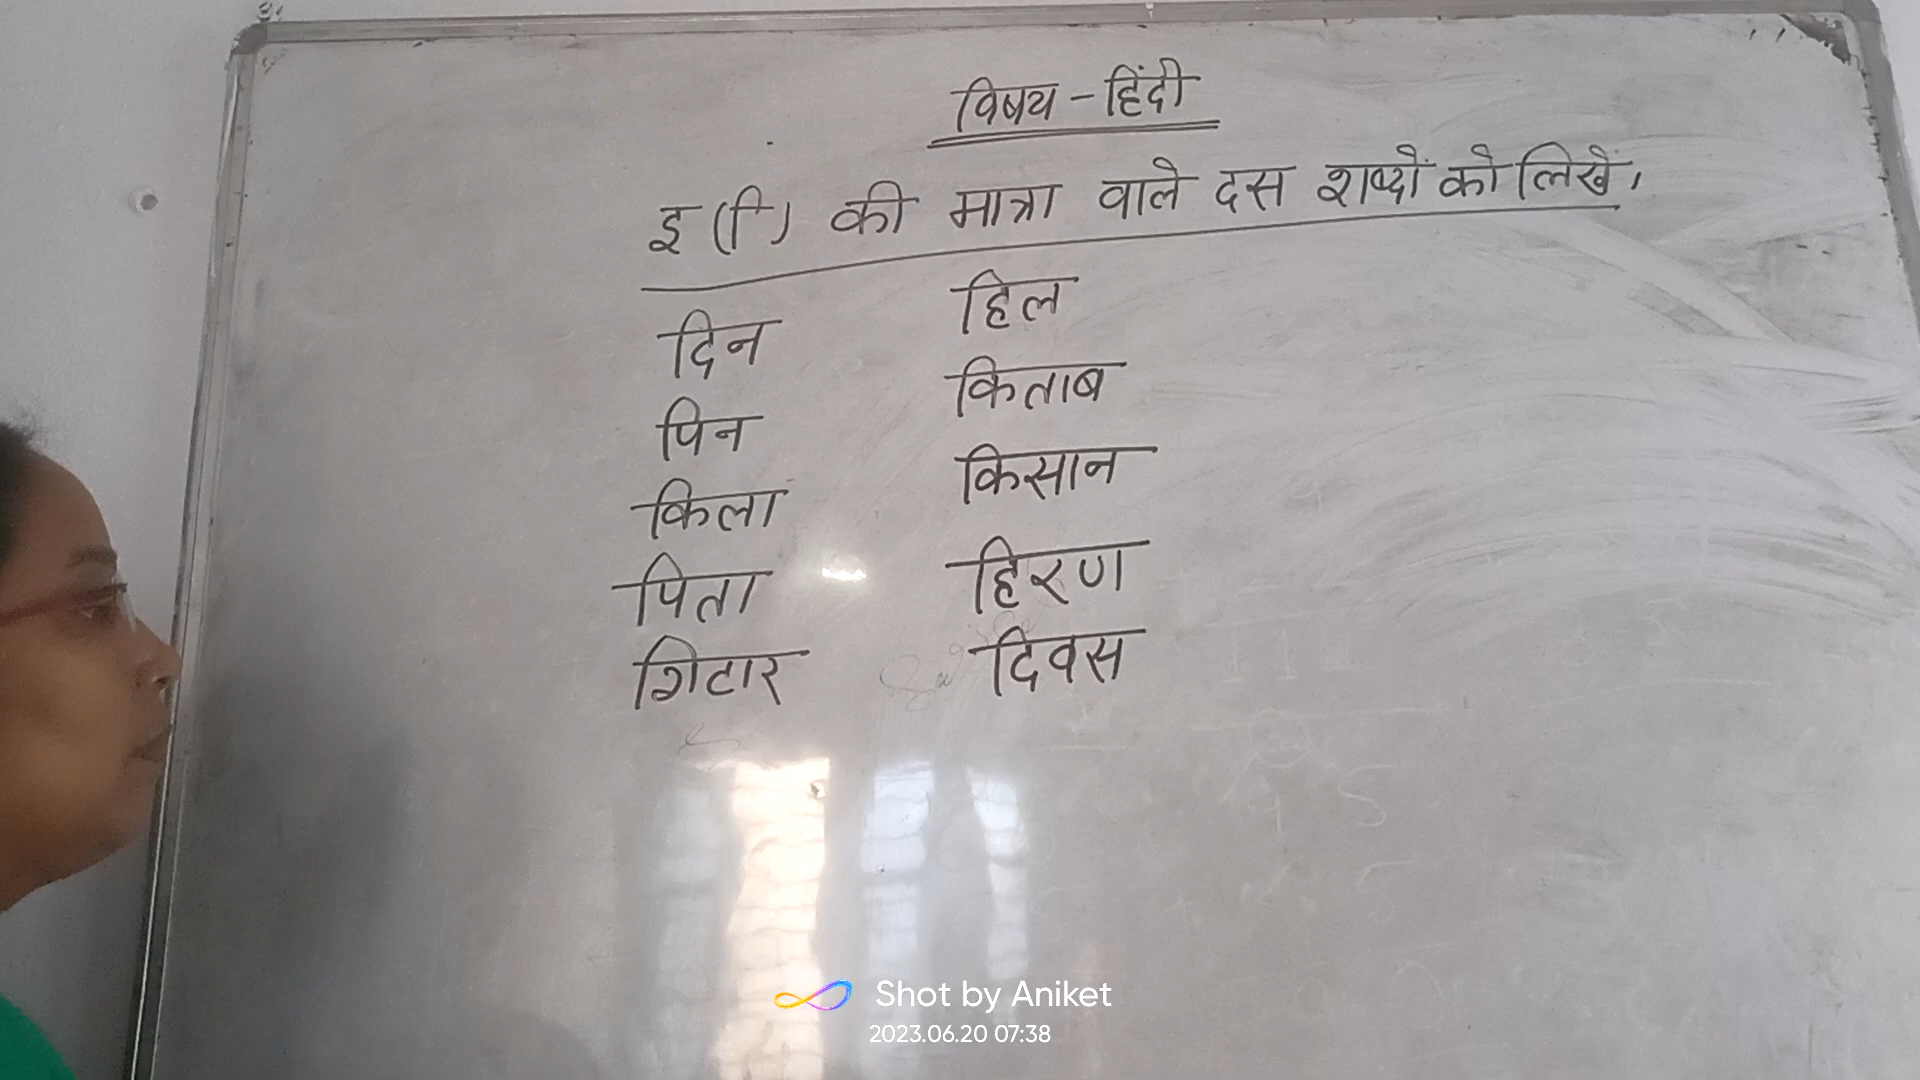 विषय - हिंदी
इ (ि) की मात्रा वाले दस शब्दों को लिखें,
दिन
पिन
किला
पिता
गिटार
हिल
किताब
किसान
हिरण
दिवस
Shot by Aniket
2023.06.20 07:38